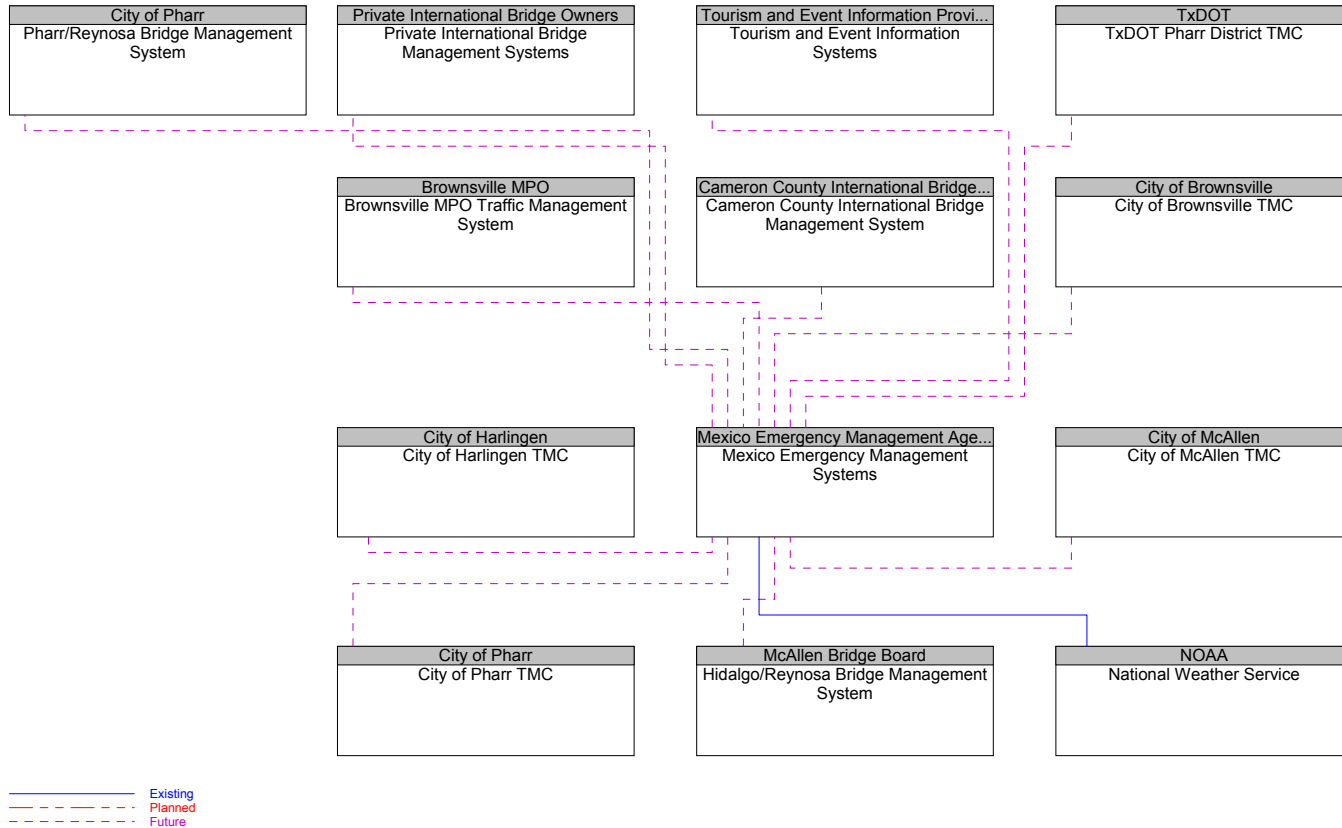 City of Pharr
Pharr/Reynosa Bridge Management
System
Private International Bridge Owners
Private International Bridge
Management Systems
Tourism and Event Information Provi...
Tourism and Event Information
Systems
TxDOT
TxDOT Pharr District TMC
Brownsville MPO
Brownsville MPO Traffic Management
System
Cameron County International Bridge...
Cameron County International Bridge
Management System
City of Brownsville
City of Brownsville TMC
City of Harlingen
City of Harlingen TMC
Mexico Emergency Management Age...
Mexico Emergency Management
Systems
City of McAllen
City of McAllen TMC
City of Pharr
City of Pharr TMC
McAllen Bridge Board
Hidalgo/Reynosa Bridge Management
System
NOAA
National Weather Service
Existing
Planned
Future